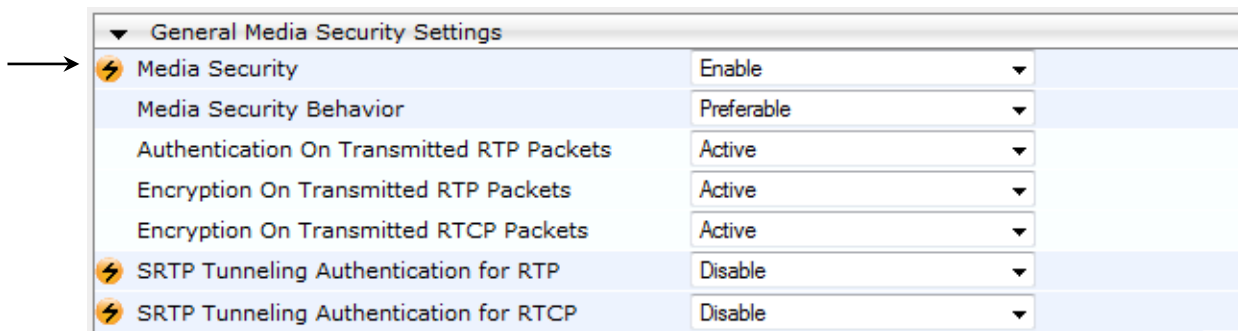 General Media Security Settings
Media Security Enable
Media Security Behavior Preferable
Authentication On Transmitted RTP Packets Active
Encryption On Transmitted RTP Packets Active
Encryption On Transmitted RTCP Packets Active
SRTP Tunneling Authentication for RTP Disable
SRTP Tunneling Authentication for RTCP Disable